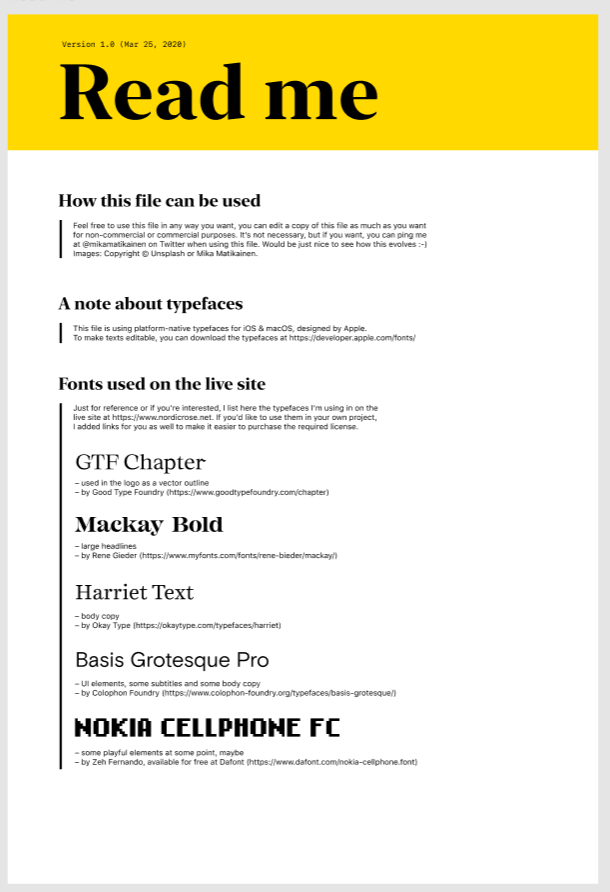 Version 1.0 (Mar 25, 2020)
Read me
How this file can be used
Feel free to use this file in any way you want, you can edit a copy of this file as much as you want
for non-commercial or commercial purposes. It's not necessary, but if you want, you can ping me
at @mikamatikainen on Twitter when using this file. Would be just nice to see how this evolves :-)
Images: Copyright © Unsplash or Mika Matikainen.
A note about typefaces
This file is using platform-native typefaces for iOS & macOS, designed by Apple.
To make texts editable, you can download the typefaces at https://developer.apple.com/fonts/
Fonts used on the live site
Just for reference or if you're interested, I list here the typefaces I'm using in on the
live site at https://www.nordicrose.net. If you'd like to use them in your own project,
I added links for you as well to make it easier to purchase the required license.
GTF Chapter
– used in the logo as a vector outline
– by Good Type Foundry (https://www.goodtypefoundry.com/chapter)
Mackay Bold
– large headlines
– by Rene Gieder (https://www.myfonts.com/fonts/rene-bieder/mackay/)
Harriet Text
– body copy
– by Okay Type (https://okaytype.com/typefaces/harriet)
Basis Grotesque Pro
– UI elements, some subtitles and some body copy
– by Colophon Foundry (https://www.colophon-foundry.org/typefaces/basis-grotesque/)
NOKIA CELLPHONE FC
– some playful elements at some point, maybe
– by Zeh Fernando, available for free at Dafont (https://www.dafont.com/nokia-cellphone.font)